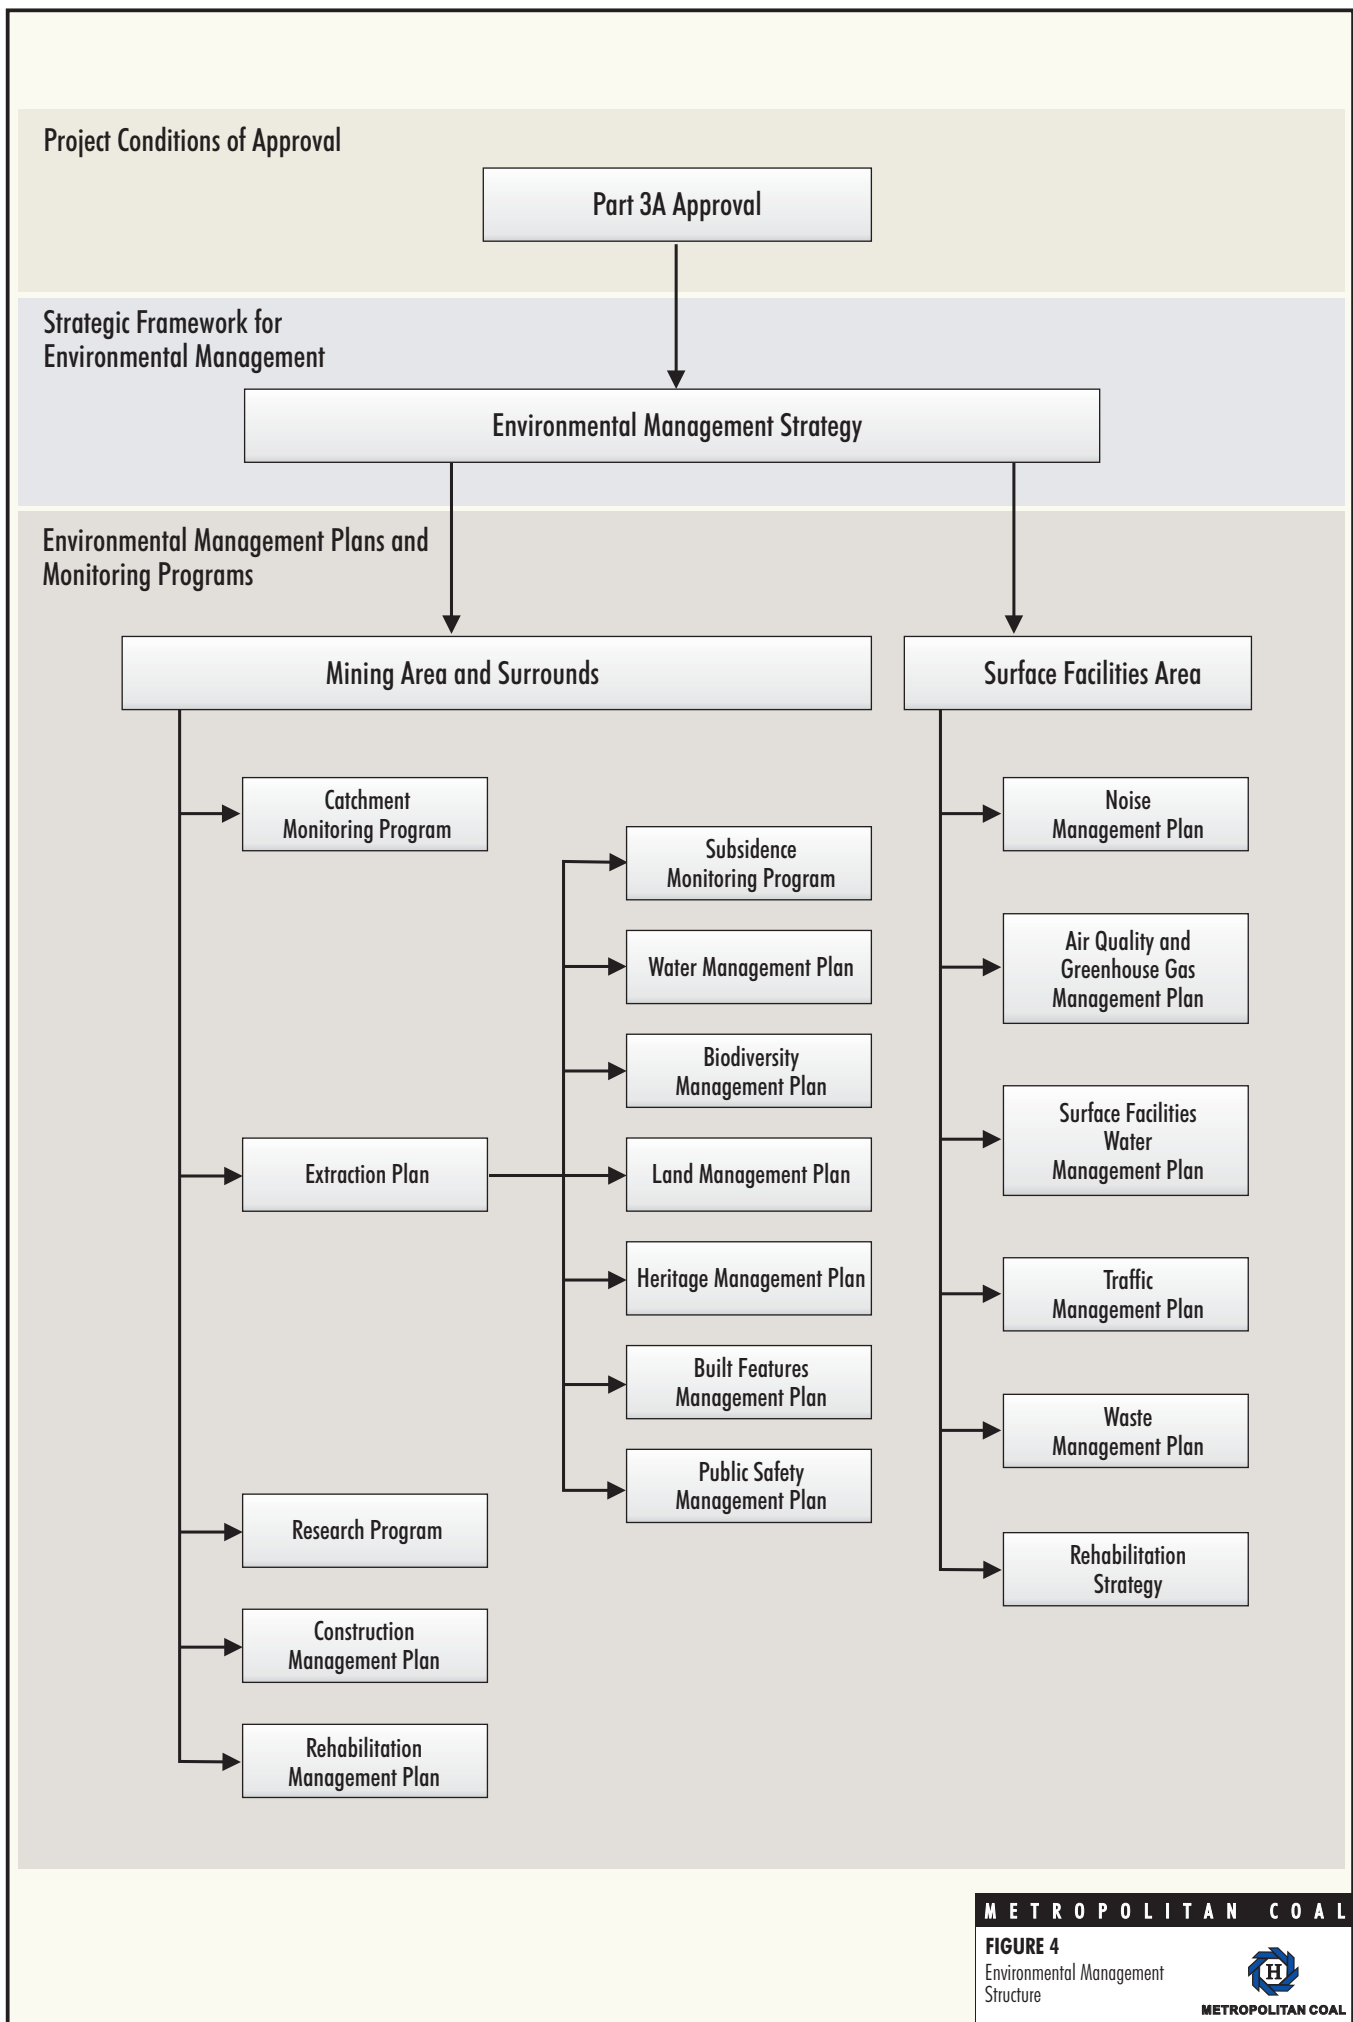 Project Conditions of Approval
Part 3A Approval
Strategic Framework for
Environmental Management
Environmental Management Strategy
Environmental Management Plans and
Monitoring Programs
Mining Area and Surrounds
Catchment
Monitoring Program
Extraction Plan
Subsidence
Monitoring Program
Water Management Plan
Biodiversity
Management Plan
Land Management Plan
Heritage Management Plan
Built Features
Management Plan
Public Safety
Management Plan
Research Program
Construction
Management Plan
Rehabilitation
Management Plan
Surface Facilities Area
Noise
Management Plan
Air Quality and
Greenhouse Gas
Management Plan
Surface Facilities
Water
Management Plan
Traffic
Management Plan
Waste
Management Plan
Rehabilitation
Strategy
METROPOLITAN COAL
FIGURE 4
Environmental Management
Structure
H
METROPOLITAN COAL